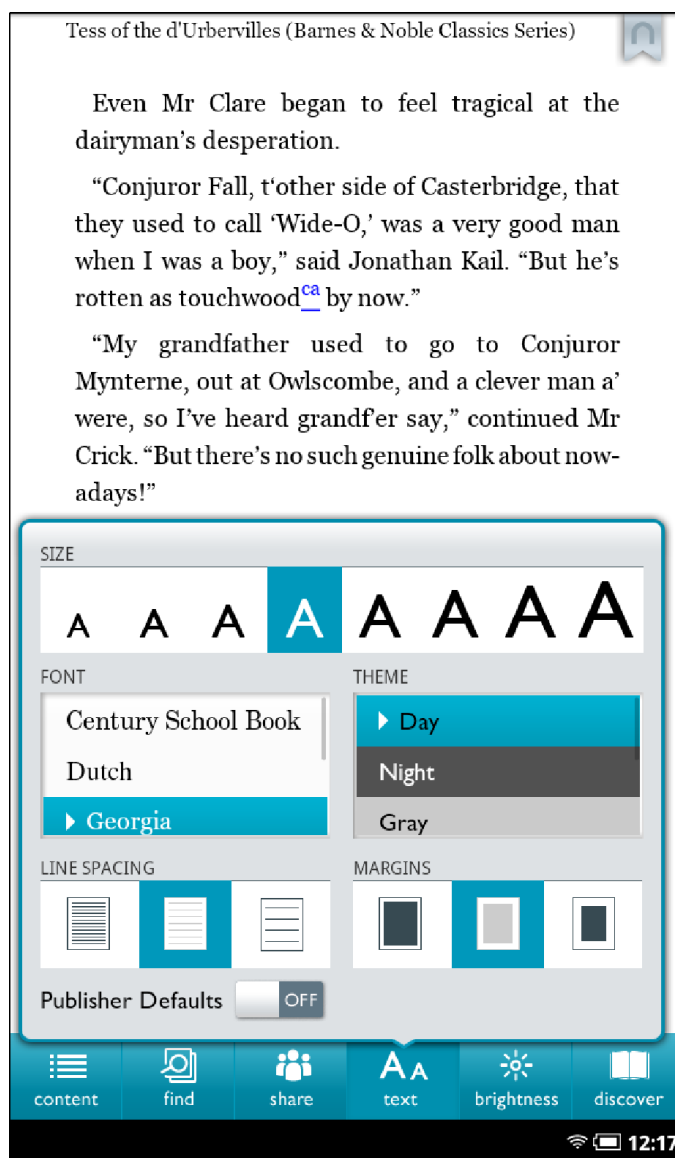 Tess of the d'Urbervilles (Barnes & Noble Classics Series)
Even Mr Clare began to feel tragical at the
dairyman’s desperation.
“Conjuror Fall, t‘other side of Casterbridge, that
they used to call ‘Wide-O,’ was a very good man
when I was a boy,” said Jonathan Kail. “But he’s
rotten as touchwoodca by now.”
“My grandfather used to go to Conjuror
Mynterne, out at Owlscombe, and a clever man a’
were, so I’ve heard grandf’er say,” continued Mr
Crick. “But there’s no such genuine folk about now-
adays!”
SIZE
A A A A A A A A
FONT
Century School Book
Dutch
Georgia
THEME
Day
Night
Gray
LINE SPACING
MARGINS
Publisher Defaults OFF
AA
content find share text brightness discover
12:17